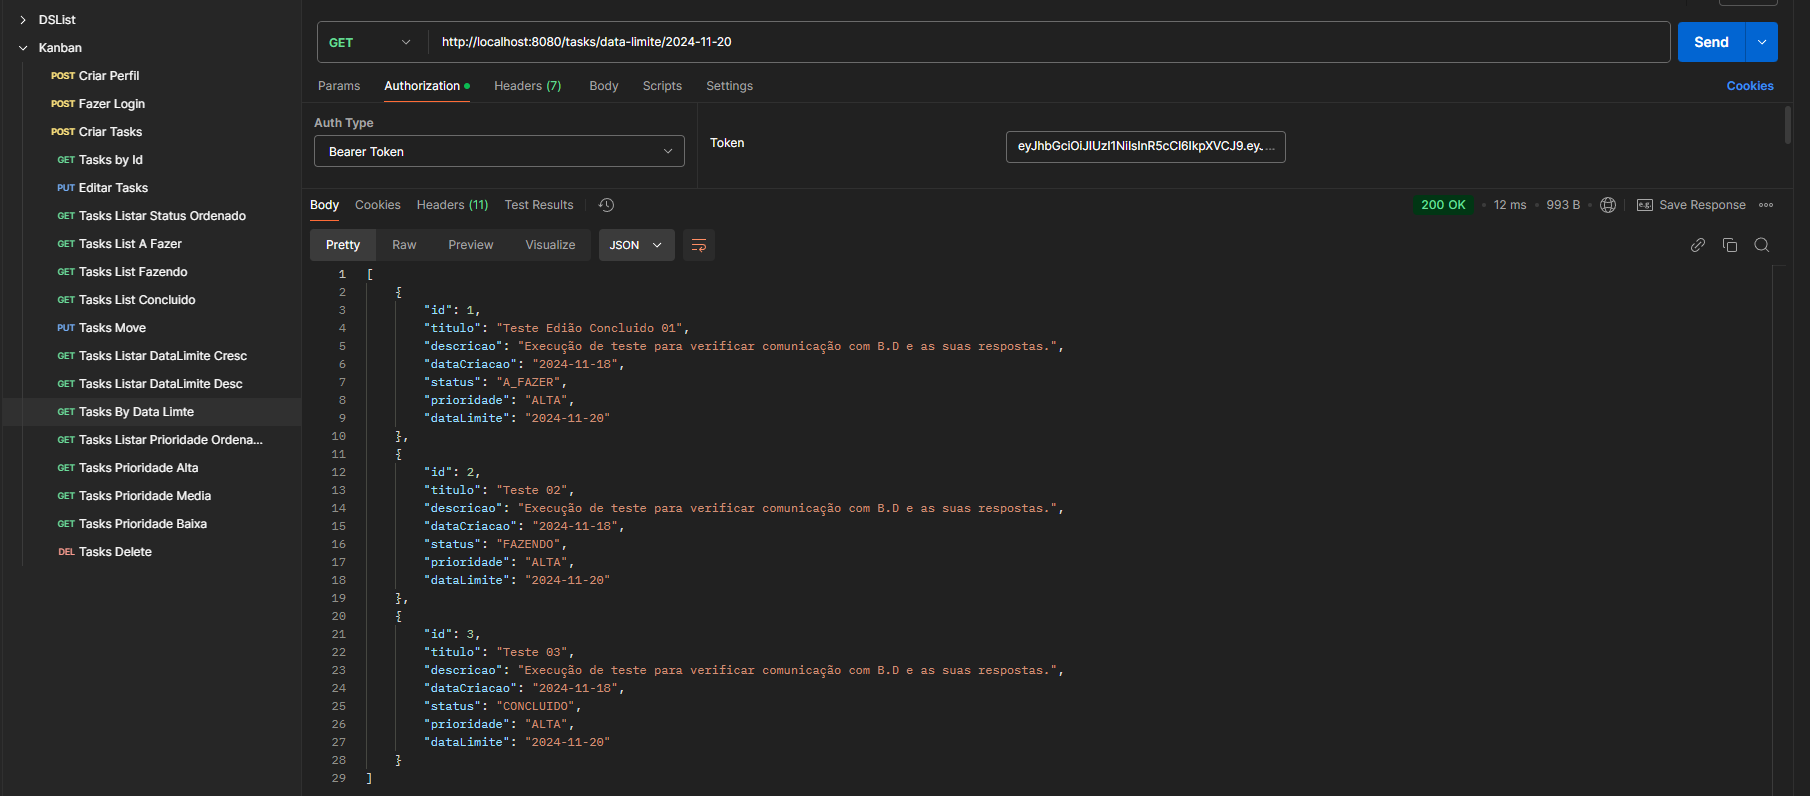 DSList
Kanban
POST Criar Perfil
POST Fazer Login
POST Criar Tasks
GET Tasks by Id
PUT Editar Tasks
GET Tasks Listar Status Ordenado
GET Tasks List A Fazer
GET Tasks List Fazendo
GET Tasks List Concluido
PUT Tasks Move
GET Tasks Listar DataLimite Cresc
GET Tasks Listar DataLimite Desc
GET Tasks By Data Limte
GET Tasks Listar Prioridade Ordena...
GET Tasks Prioridade Alta
GET Tasks Prioridade Media
GET Tasks Prioridade Baixa
DEL Tasks Delete
GET http://localhost:8080/tasks/data-limite/2024-11-20 Send
Params Authorization Headers (7) Body Scripts Settings Cookies
Auth Type
Bearer Token
Token eyJhbGciOiJIUzI1NiIsInR5cCI6IkpXVCJ9.ey. ...
Body Cookies Headers (11) Test Results 200 OK • 12 ms • 993 B • e.g. Save Response
Pretty Raw Preview Visualize JSON
1 [
2 {
3 "id": 1,
4 "titulo": "Teste Edião Concluido 01",
5 "descricao": "Execução de teste para verificar comunicação com B.D e as suas respostas.",
6 "dataCriacao": "2024-11-18",
7 "status": "A_FAZER",
8 "prioridade": "ALTA",
9 "dataLimite": "2024-11-20"
10 },
11 {
12 "id": 2,
13 "titulo": "Teste 02",
14 "descricao": "Execução de teste para verificar comunicação com B.D e as suas respostas.",
15 "dataCriacao": "2024-11-18",
16 "status": "FAZENDO",
17 "prioridade": "ALTA",
18 "dataLimite": "2024-11-20"
19 },
20 {
21 "id": 3,
22 "titulo": "Teste 03",
23 "descricao": "Execução de teste para verificar comunicação com B.D e as suas respostas.",
24 "dataCriacao": "2024-11-18",
25 "status": "CONCLUIDO",
26 "prioridade": "ALTA",
27 "dataLimite": "2024-11-20"
28 }
29 ]